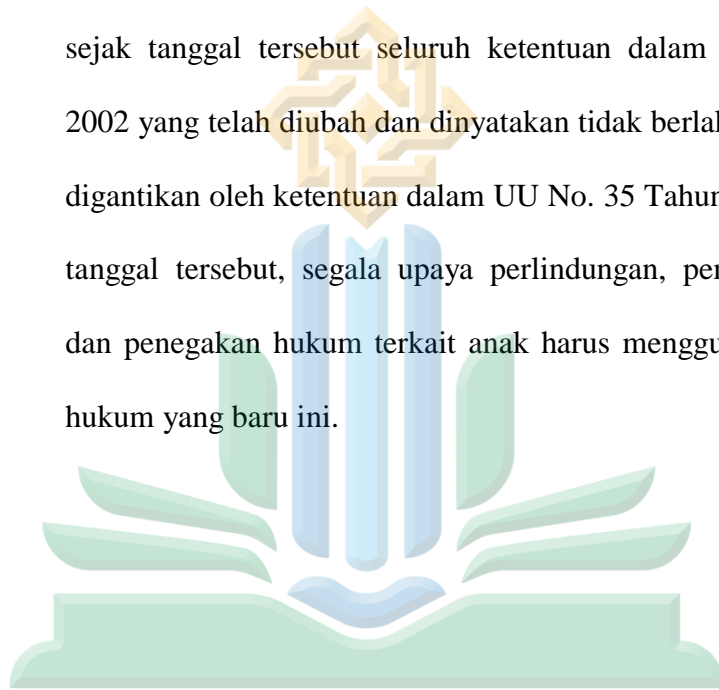 sejak tanggal tersebut seluruh ketentuan dalam
2002 yang telah diubah dan dinyatakan tidak
digantikan oleh ketentuan dalam UU No. 35
tanggal tersebut, segala upaya perlindungan,
dan penegakan hukum terkait anak harus
hukum yang baru ini.